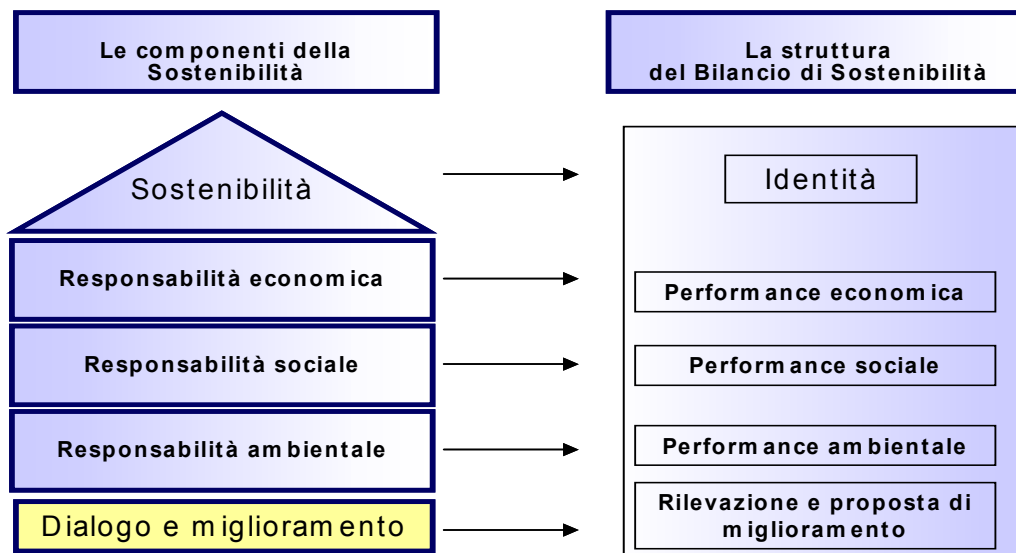 Le componenti della
Sostenibilità
La struttura
del Bilancio di Sostenibilità
Sostenibilità
Identità
Responsabilità economica
Performance economica
Responsabilità sociale
Performance sociale
Responsabilità ambientale
Performance ambientale
Dialogo e miglioramento
Rilevazione e proposta di
miglioramento